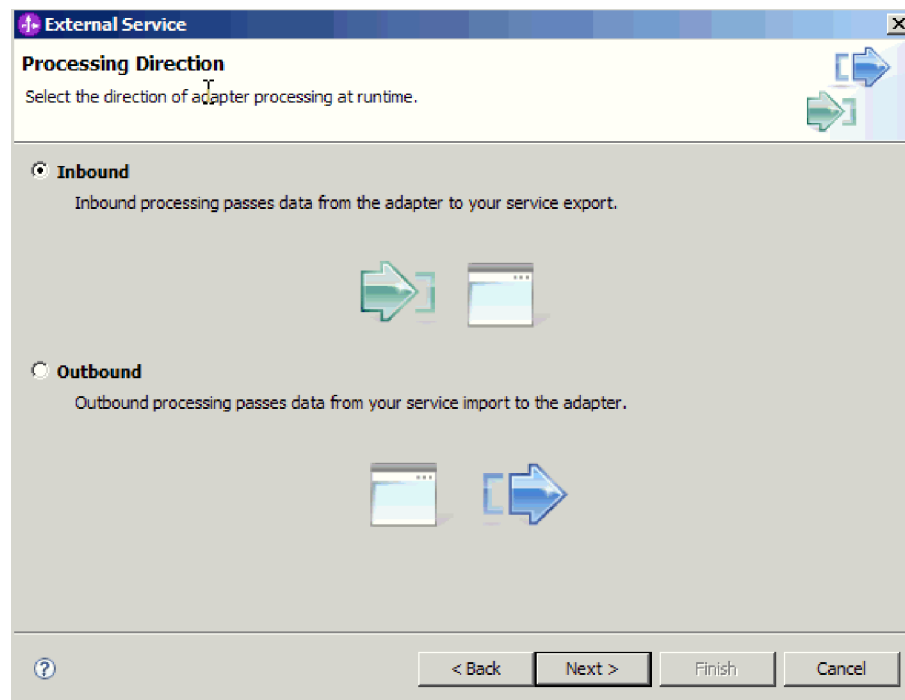 External Service
Processing Direction
Select the direction of adapter processing at runtime.
Inbound
Inbound processing passes data from the adapter to your service export.
Outbound
Outbound processing passes data from your service import to the adapter.
? < Back Next > Finish Cancel